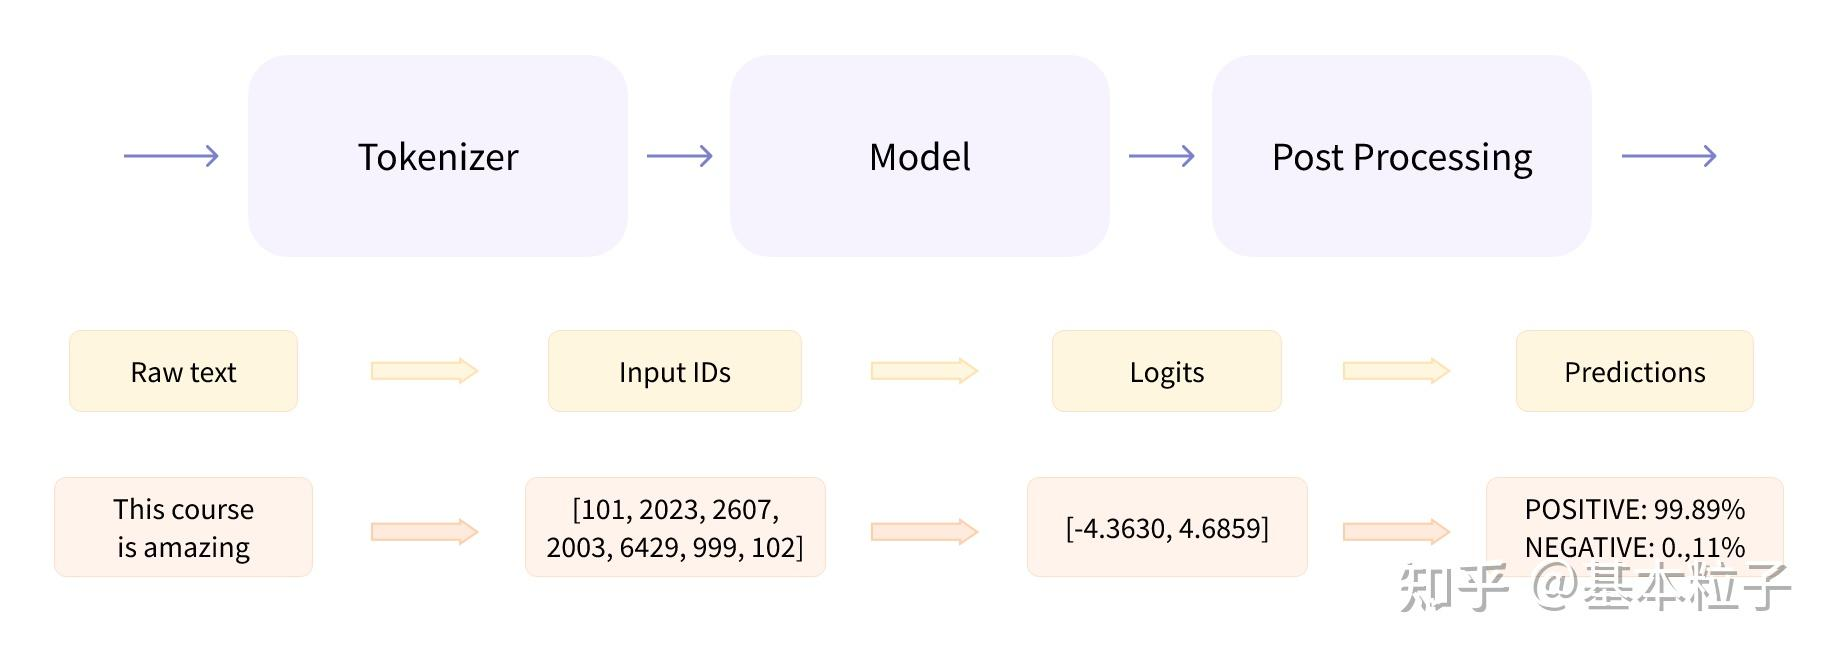 Tokenizer
Model
Post Processing
Raw text
Input IDs
Logits
Predictions
This course
is amazing
[101, 2023, 2607,
2003, 6429, 999, 102]
[-4.3630, 4.6859]
POSITIVE: 99.89%
NEGATIVE: 0.,11%
知乎 @基本粒子